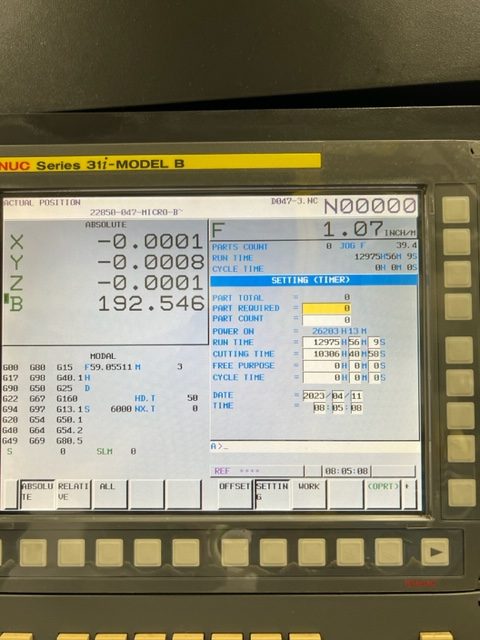 NUC Series 31i-MODEL B
ACTUAL POSITION
D047-3.NC N00000
22850-047-MICRO-B~
ABSOLUTE
X -0.0001
Y -0.0008
Z -0.0001
B 192.546
F 1.07 INCH/M
PARTS COUNT 0 JOG F 39.4
RUN TIME 12975H56M 9S
CYCLE TIME 0H 0M 0S
SETTING (TIMER)
PART TOTAL = 0
PART REQUIRED = 0
PART COUNT = 0
POWER ON = 26203H13M
RUN TIME = 12975H56M 9S
CUTTING TIME = 10306H40M58S
FREE PURPOSE = 0H 0M 0S
CYCLE TIME = 0H 0M 0S
DATE = 2023/04/11
TIME = 08:05:08
MODAL
G00 G80 G15 F59.05511 M 3
G17 G98 G40.1 H
G90 G50 G25 D
G22 G67 G160 HD.T 50
G94 G97 G13.1 S 6000 NX.T 0
G20 G54 G50.1
G40 G64 G54.2
G49 G69 G80.5
S 0 SLM 0
A>_
REF **** 08:05:08
ABSOLU
TE
RELATI
VE
ALL
OFFSET
SETTIN
G
WORK
(OPRT)
+